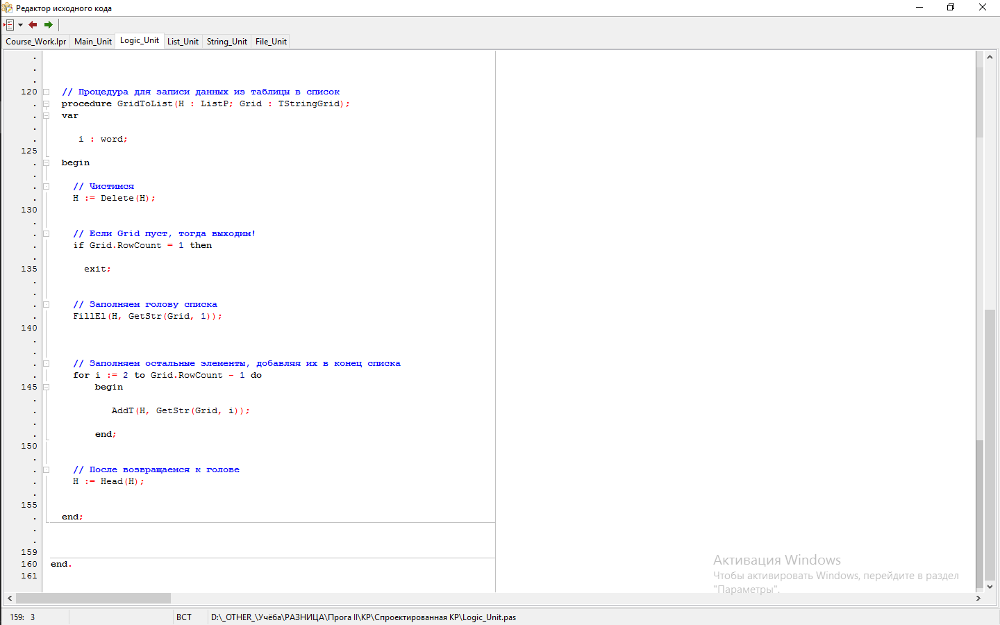 Редактор исходного кода
Course_Work.lpr Main_Unit Logic_Unit List_Unit String_Unit File_Unit
.
.
.
120 // Процедура для записи данных из таблицы в список
. procedure GridToList(H : ListP; Grid : TStringGrid);
. var
.
. i : word;
125
. begin
.
. // Чистимся
. H := Delete(H);
130
.
. // Если Grid пуст, тогда выходим!
. if Grid.RowCount = 1 then
.
135 exit;
.
.
. // Заполняем голову списка
. FillEl(H, GetStr(Grid, 1));
140
.
.
. // Заполняем остальные элементы, добавляя их в конец списка
. for i := 2 to Grid.RowCount - 1 do
145 begin
.
. AddT(H, GetStr(Grid, i));
.
. end;
150
.
. // После возвращаемся к голове
. H := Head(H);
.
155
. end;
.
.
159
160 end.
161
Активация Windows
Чтобы активировать Windows, перейдите в раздел
"Параметры".
159: 3 ВСТ D:\_OTHER_\Учёба\РАЗНИЦА\Прога II\КР\Спроектированная КР\Logic_Unit.pas